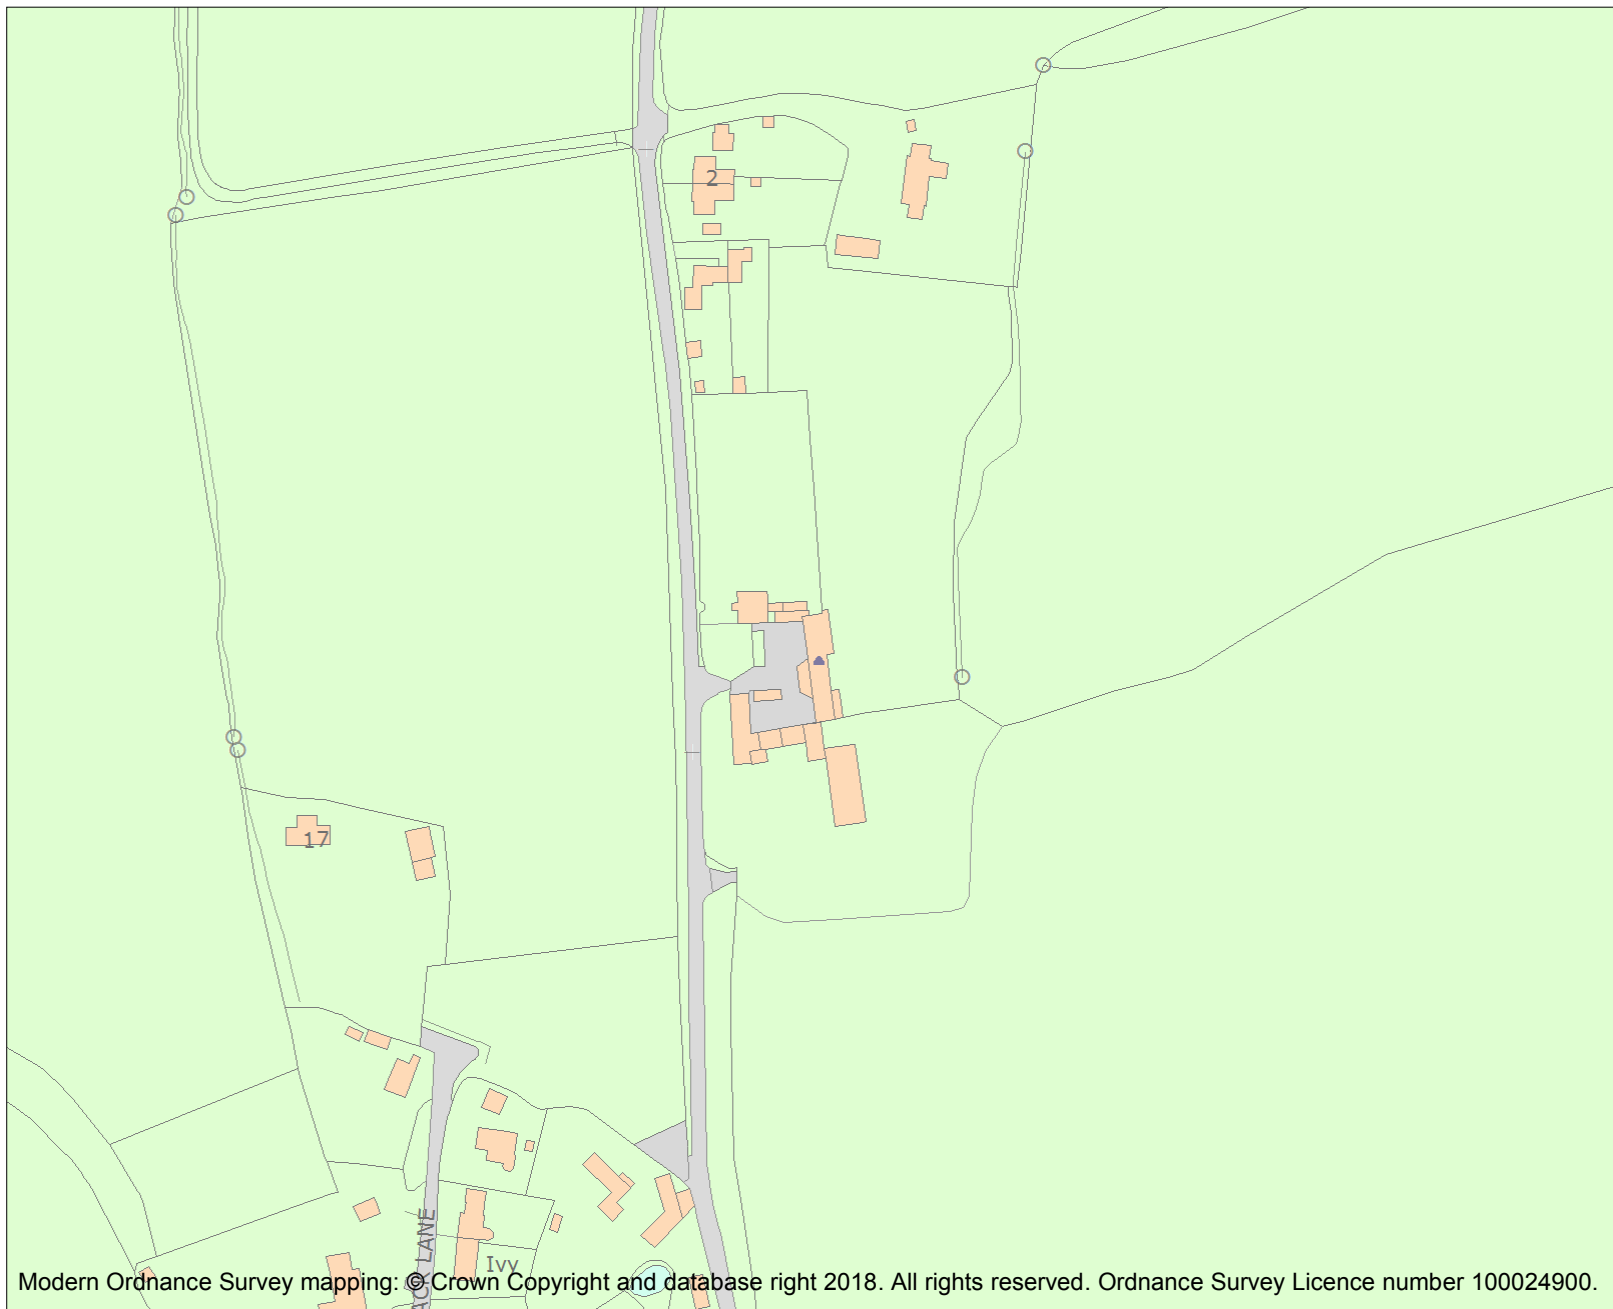 2
17
LANE
Ivy
Modern Ordnance Survey mapping: © Crown Copyright and database right 2018. All rights reserved. Ordnance Survey Licence number 100024900.